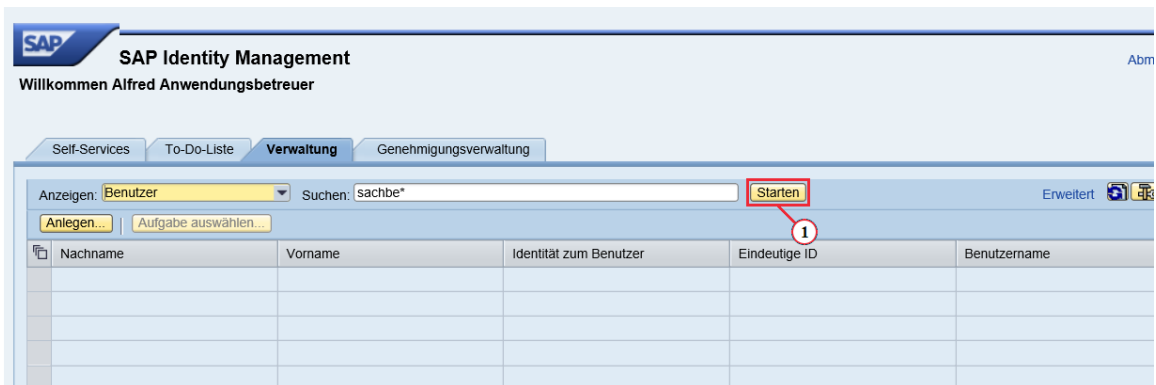 SAP
SAP Identity Management
Abm
Willkommen Alfred Anwendungsbetreuer
Self-Services To-Do-Liste Verwaltung Genehmigungsverwaltung
Anzeigen: Benutzer Suchen: sachbe* Starten Erweitert
Anlegen... Aufgabe auswählen...
1
Nachname Vorname Identität zum Benutzer Eindeutige ID Benutzername